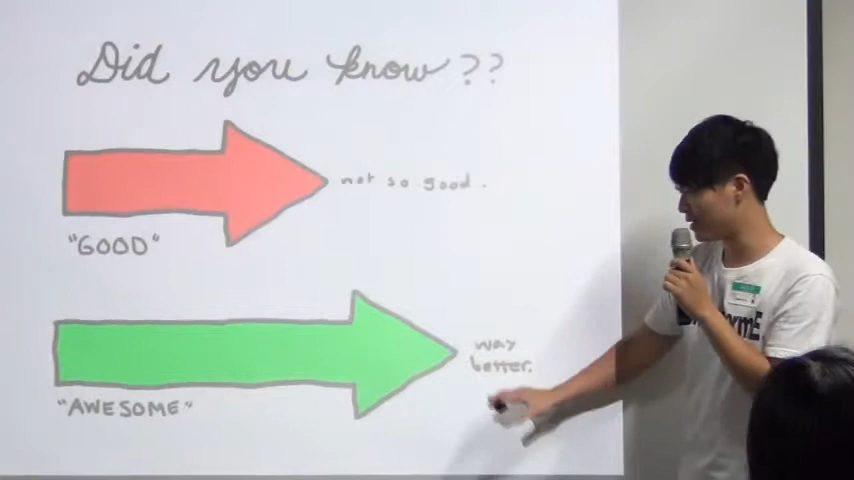 Did you know??
not so good.
"GOOD"
way
better.
"AWESOME"